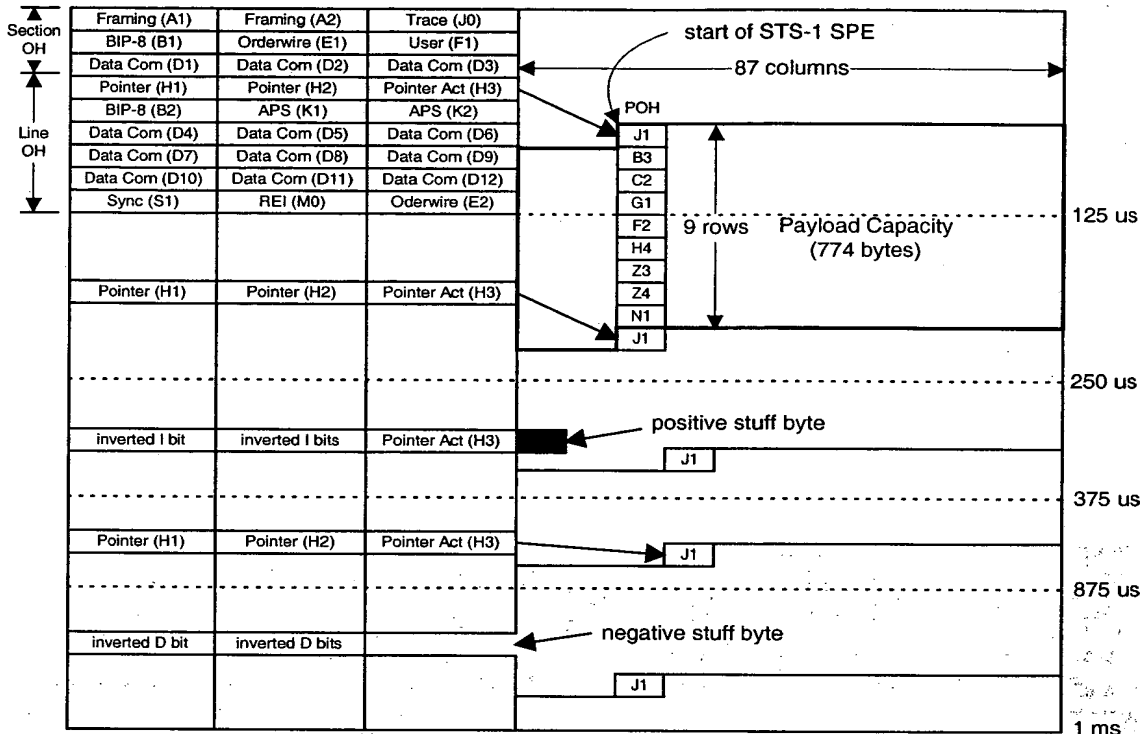 Section
OH
Line
OH
Framing (A1) Framing (A2) Trace (J0)
BIP-8 (B1) Orderwire (E1) User (F1)
Data Com (D1) Data Com (D2) Data Com (D3)
Pointer (H1) Pointer (H2) Pointer Act (H3)
BIP-8 (B2) APS (K1) APS (K2)
Data Com (D4) Data Com (D5) Data Com (D6)
Data Com (D7) Data Com (D8) Data Com (D9)
Data Com (D10) Data Com (D11) Data Com (D12)
Sync (S1) REI (M0) Oderwire (E2)
start of STS-1 SPE
87 columns
POH
J1
B3
C2
G1
F2
H4
Z3
Z4
N1
J1
9 rows
Payload Capacity
(774 bytes)
125 us
Pointer (H1) Pointer (H2) Pointer Act (H3)
250 us
inverted I bit inverted I bits Pointer Act (H3)
positive stuff byte
J1
375 us
Pointer (H1) Pointer (H2) Pointer Act (H3)
J1
875 us
inverted D bit inverted D bits
negative stuff byte
J1
1 ms